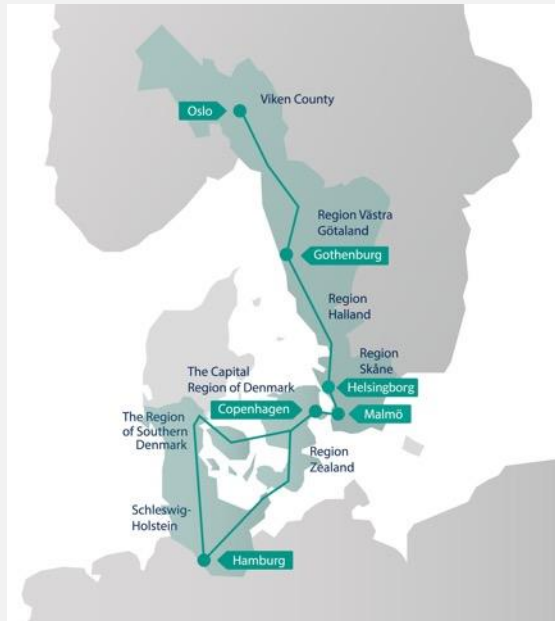 Viken County
Oslo
Region Västra
Götaland
Gothenburg
Region
Halland
Region
Skåne
The Capital
Region of Denmark
Helsingborg
Copenhagen
Malmö
The Region
of Southern
Denmark
Region
Zealand
Schleswig-
Holstein
Hamburg